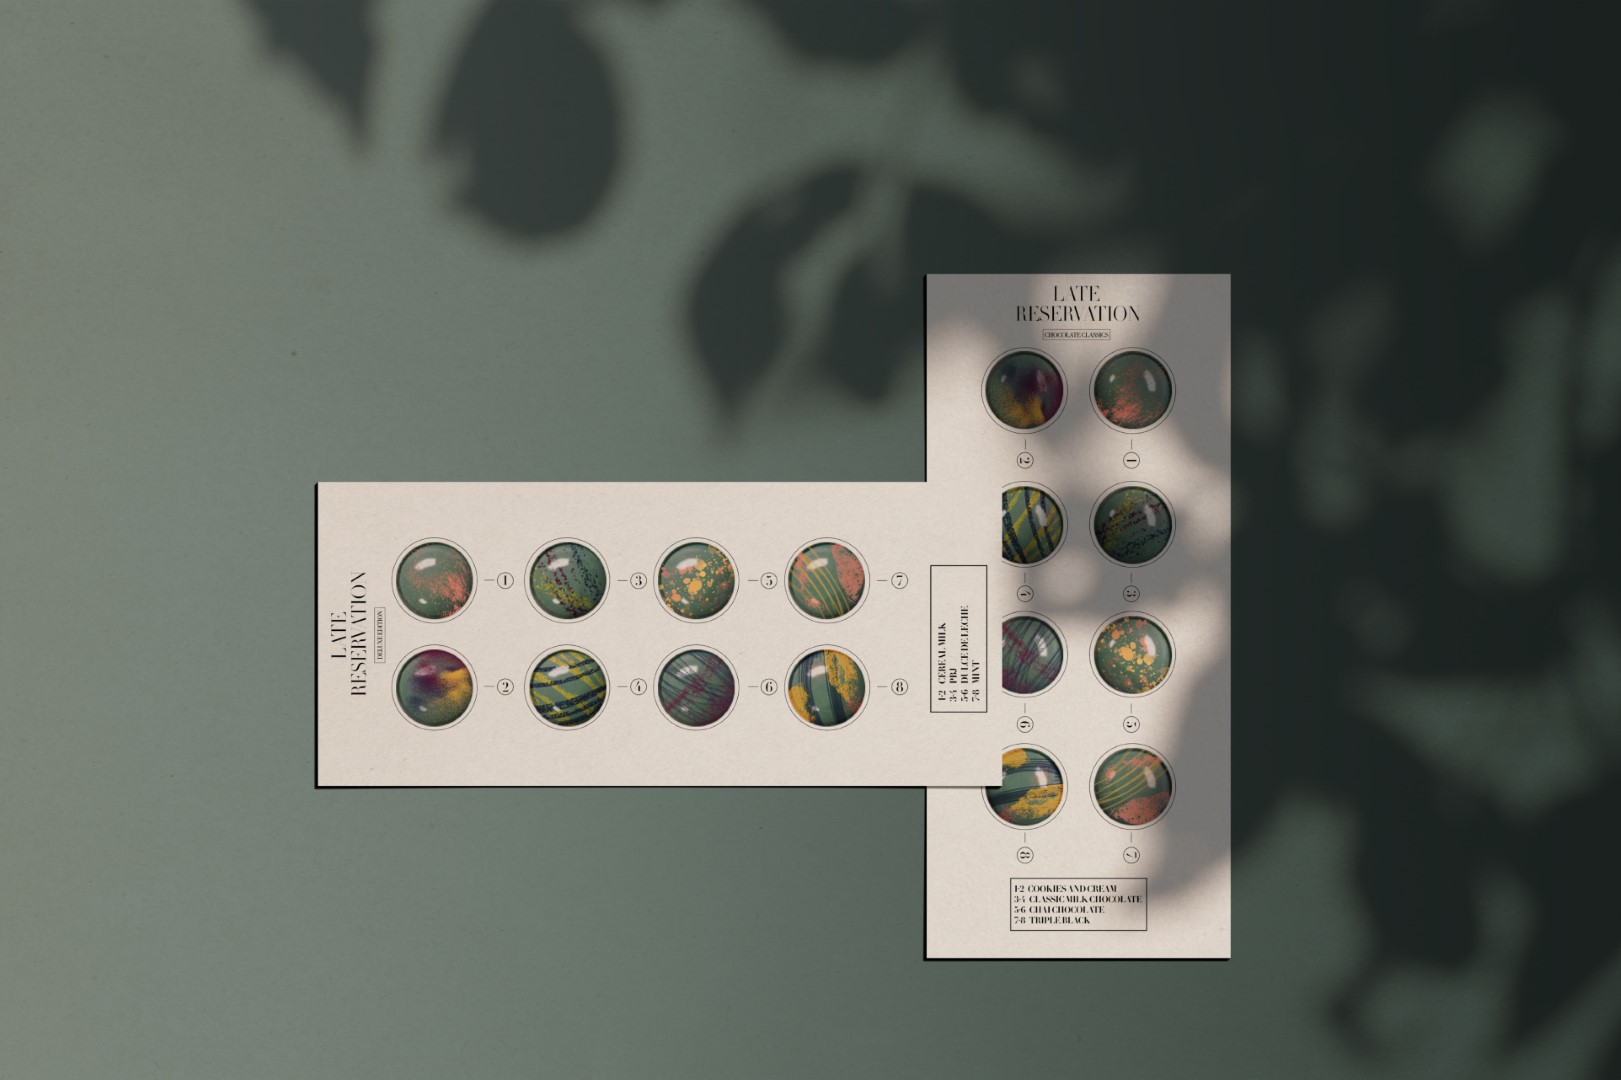 LATE
RESERVATION
DELUXE EDITION
1
3
5
7
2
4
6
8
1-2 CEREAL MILK
3-4 PBJ
5-6 DULCE DE LECHE
7-8 MINT
LATE
RESERVATION
CHOCOLATE CLASSICS
2
1
4
3
6
5
8
7
1-2 COOKIES AND CREAM
3-4 CLASSIC MILK CHOCOLATE
5-6 CHAI CHOCOLATE
7-8 TRIPLE BLACK